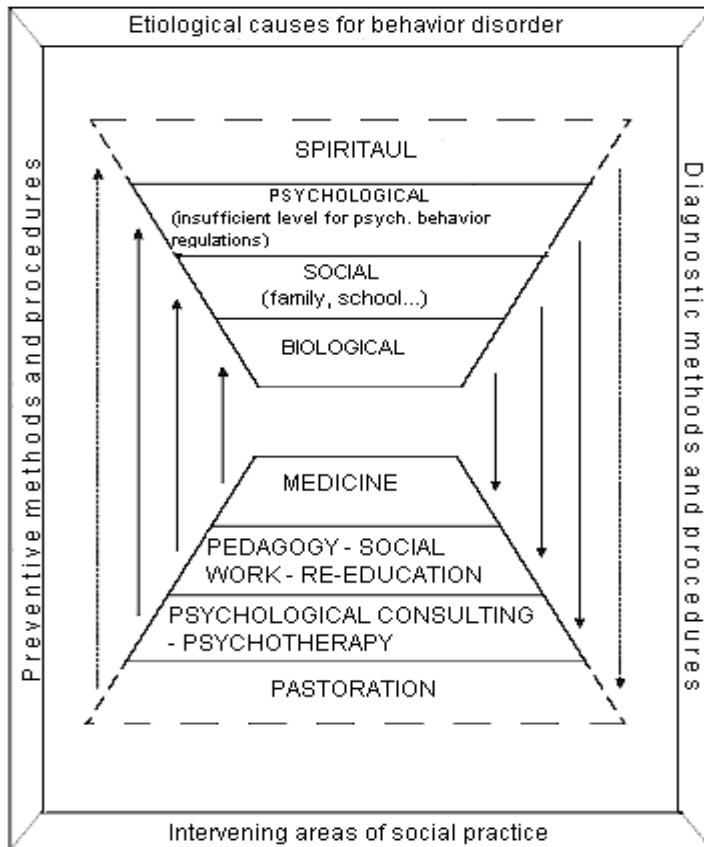 Etiological causes for behavior disorder
Preventive methods and procedures
SPIRITAUL
PSYCHOLOGICAL
(insufficient level for psych. behavior
regulations)
SOCIAL
(family, school...)
BIOLOGICAL
MEDICINE
PEDAGOGY - SOCIAL
WORK - RE-EDUCATION
PSYCHOLOGICAL CONSULTING
- PSYCHOTHERAPY
PASTORATION
Diagnostic methods and procedures
Intervening areas of social practice